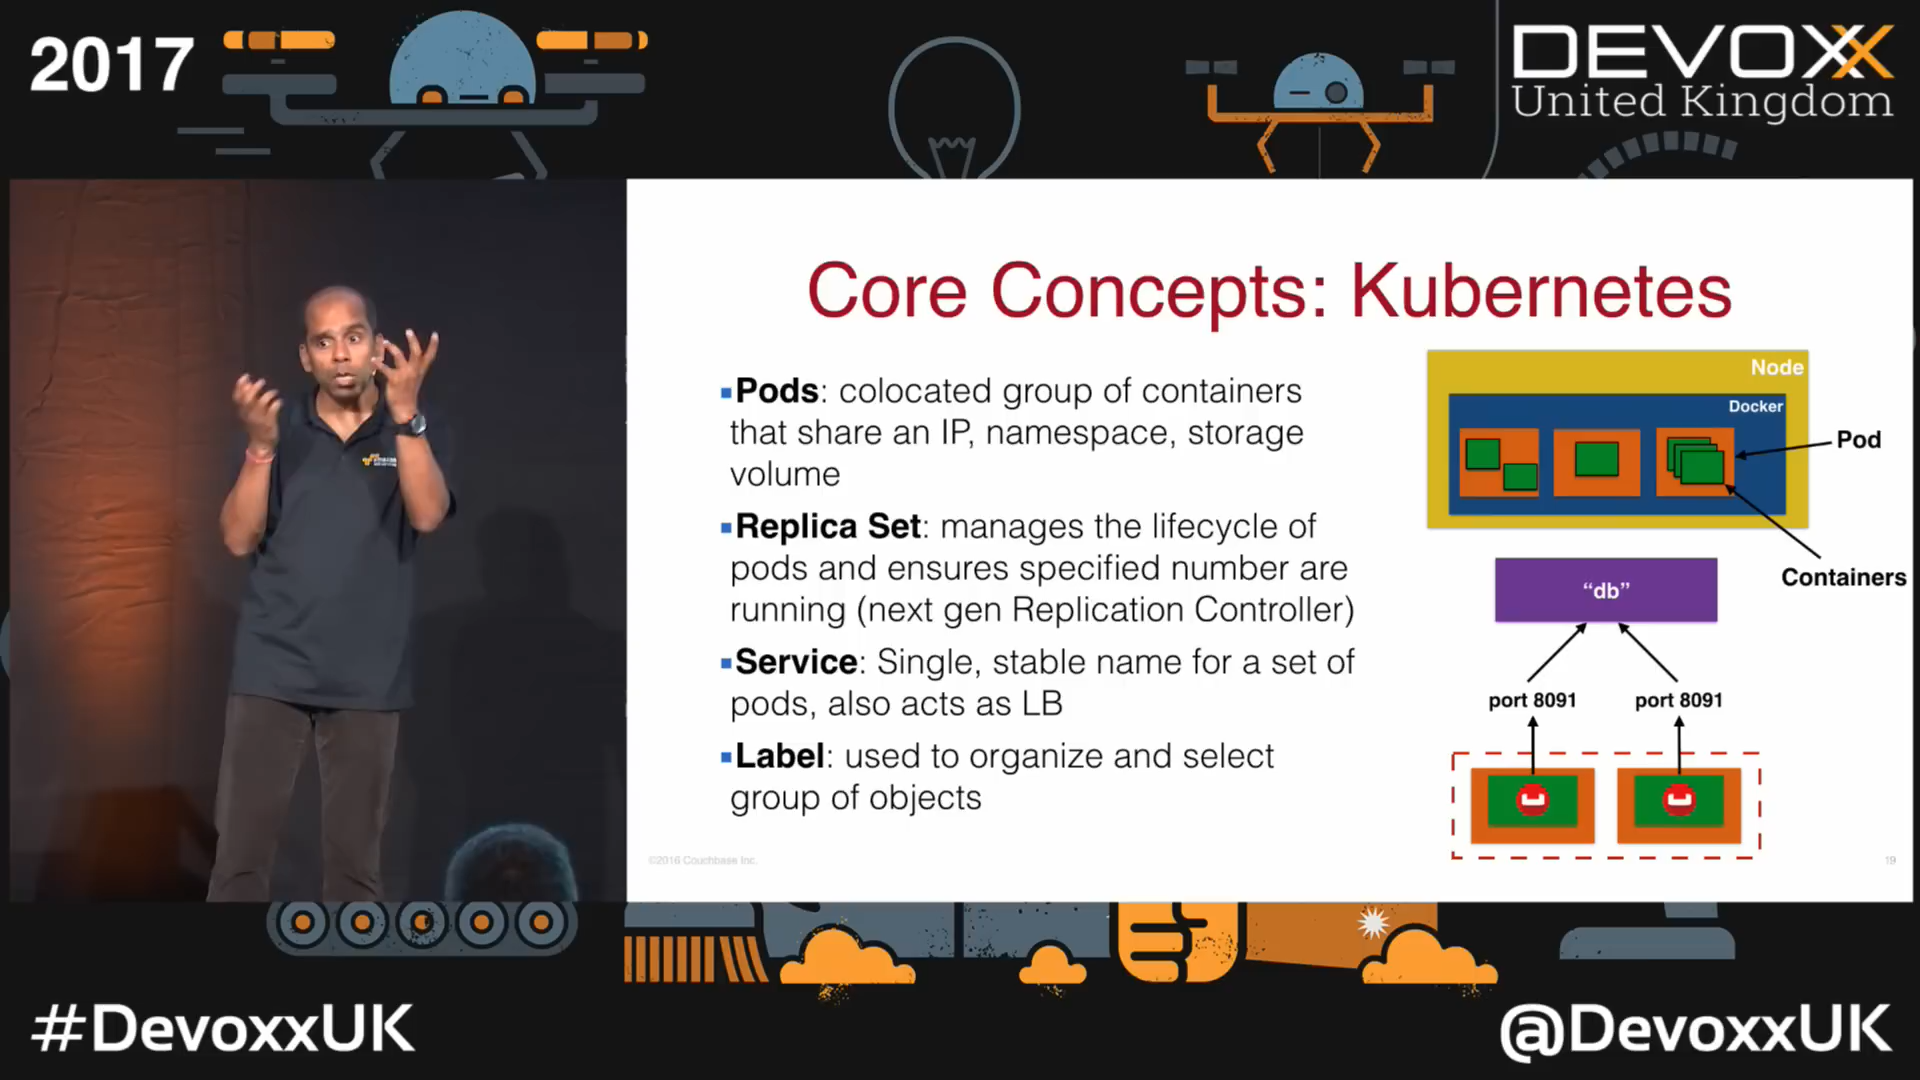 2017
DEVOXX
United Kingdom
Core Concepts: Kubernetes
Pods: colocated group of containers
that share an IP, namespace, storage
volume
Replica Set: manages the lifecycle of
pods and ensures specified number are
running (next gen Replication Controller)
Service: Single, stable name for a set of
pods, also acts as LB
Label: used to organize and select
group of objects
Node
Docker
Pod
Containers
“db”
port 8091 port 8091
©2016 Couchbase Inc.
19
#DevoxxUK
@DevoxxUK